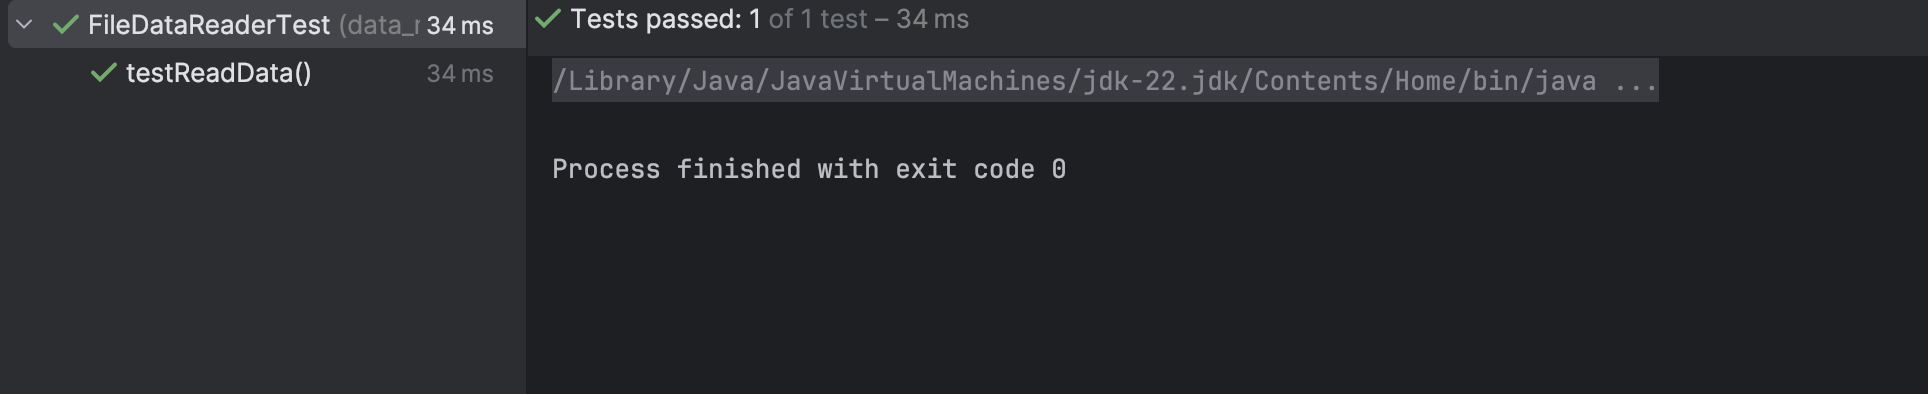 FileDataReaderTest (data_r 34 ms
testReadData() 34 ms
Tests passed: 1 of 1 test – 34 ms
/Library/Java/JavaVirtualMachines/jdk-22.jdk/Contents/Home/bin/java ...
Process finished with exit code 0